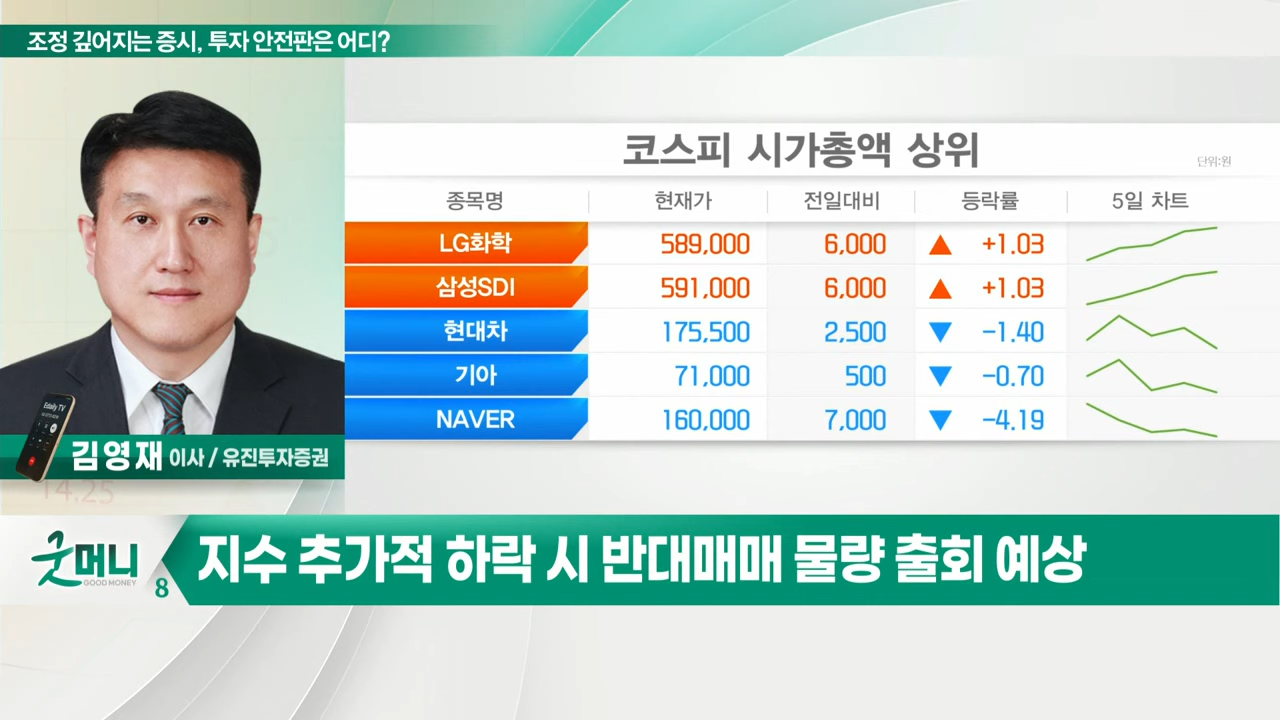 조정 깊어지는 증시, 투자 안전판은 어디?
코스피 시가총액 상위
단위:원
종목명 현재가 전일대비 등락률 5일 차트
LG화학 589,000 6,000 ▲ +1.03
삼성SDI 591,000 6,000 ▲ +1.03
현대차 175,500 2,500 ▼ -1.40
기아 71,000 500 ▼ -0.70
NAVER 160,000 7,000 ▼ -4.19
Edaily TV
김영재 이사 / 유진투자증권
14.25
굿머니
GOOD MONEY
8
지수 추가적 하락 시 반대매매 물량 출회 예상